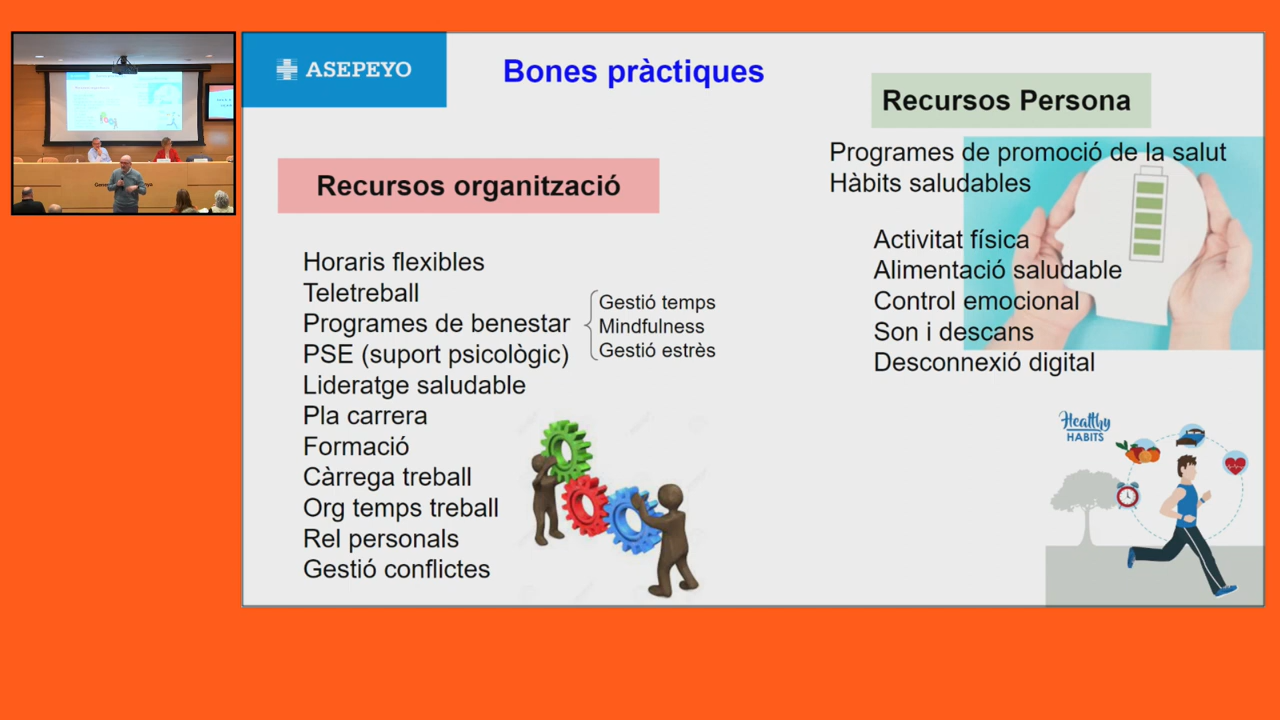 ASEPEYO
Bones pràctiques
Recursos organització
Horaris flexibles
Teletreball
Programes de benestar
PSE (suport psicològic)
Gestió temps
Mindfulness
Gestió estrès
Lideratge saludable
Pla carrera
Formació
Càrrega treball
Org temps treball
Rel personals
Gestió conflictes
Recursos Persona
Programes de promoció de la salut
Hàbits saludables
Activitat física
Alimentació saludable
Control emocional
Son i descans
Desconnexió digital
Healthy
HABITS